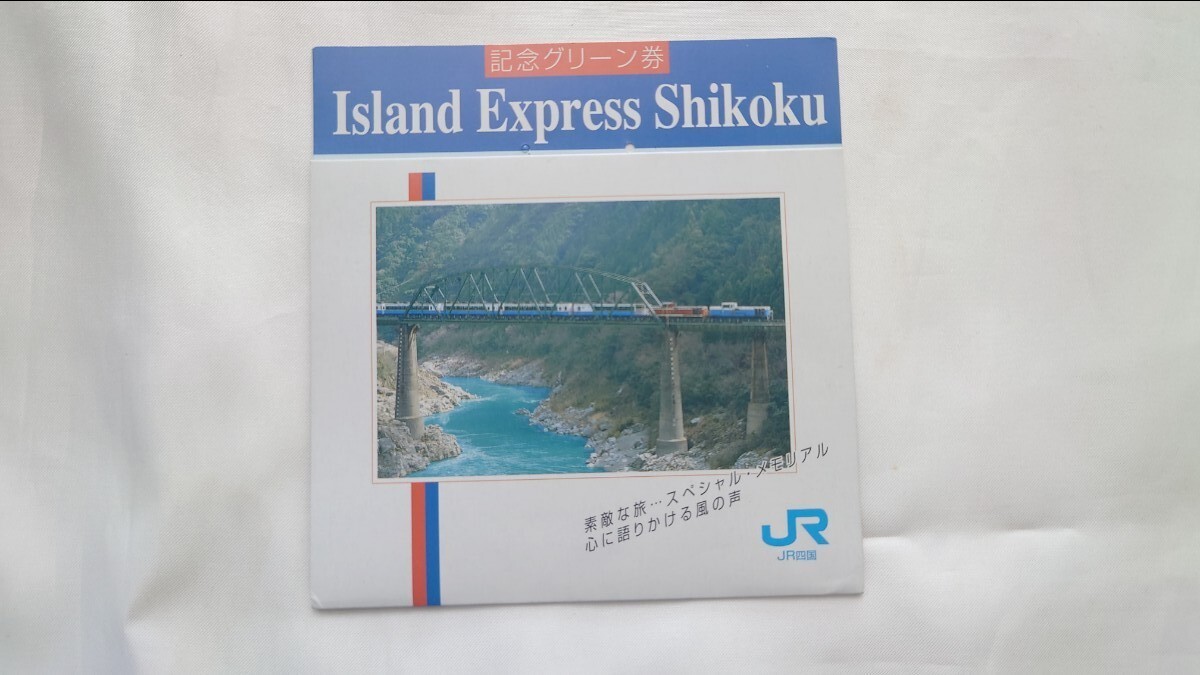 記念グリーン券
Island Express Shikoku
素敵な旅…スペシャル・メモリアル
心に語りかける風の声
JR
JR四国